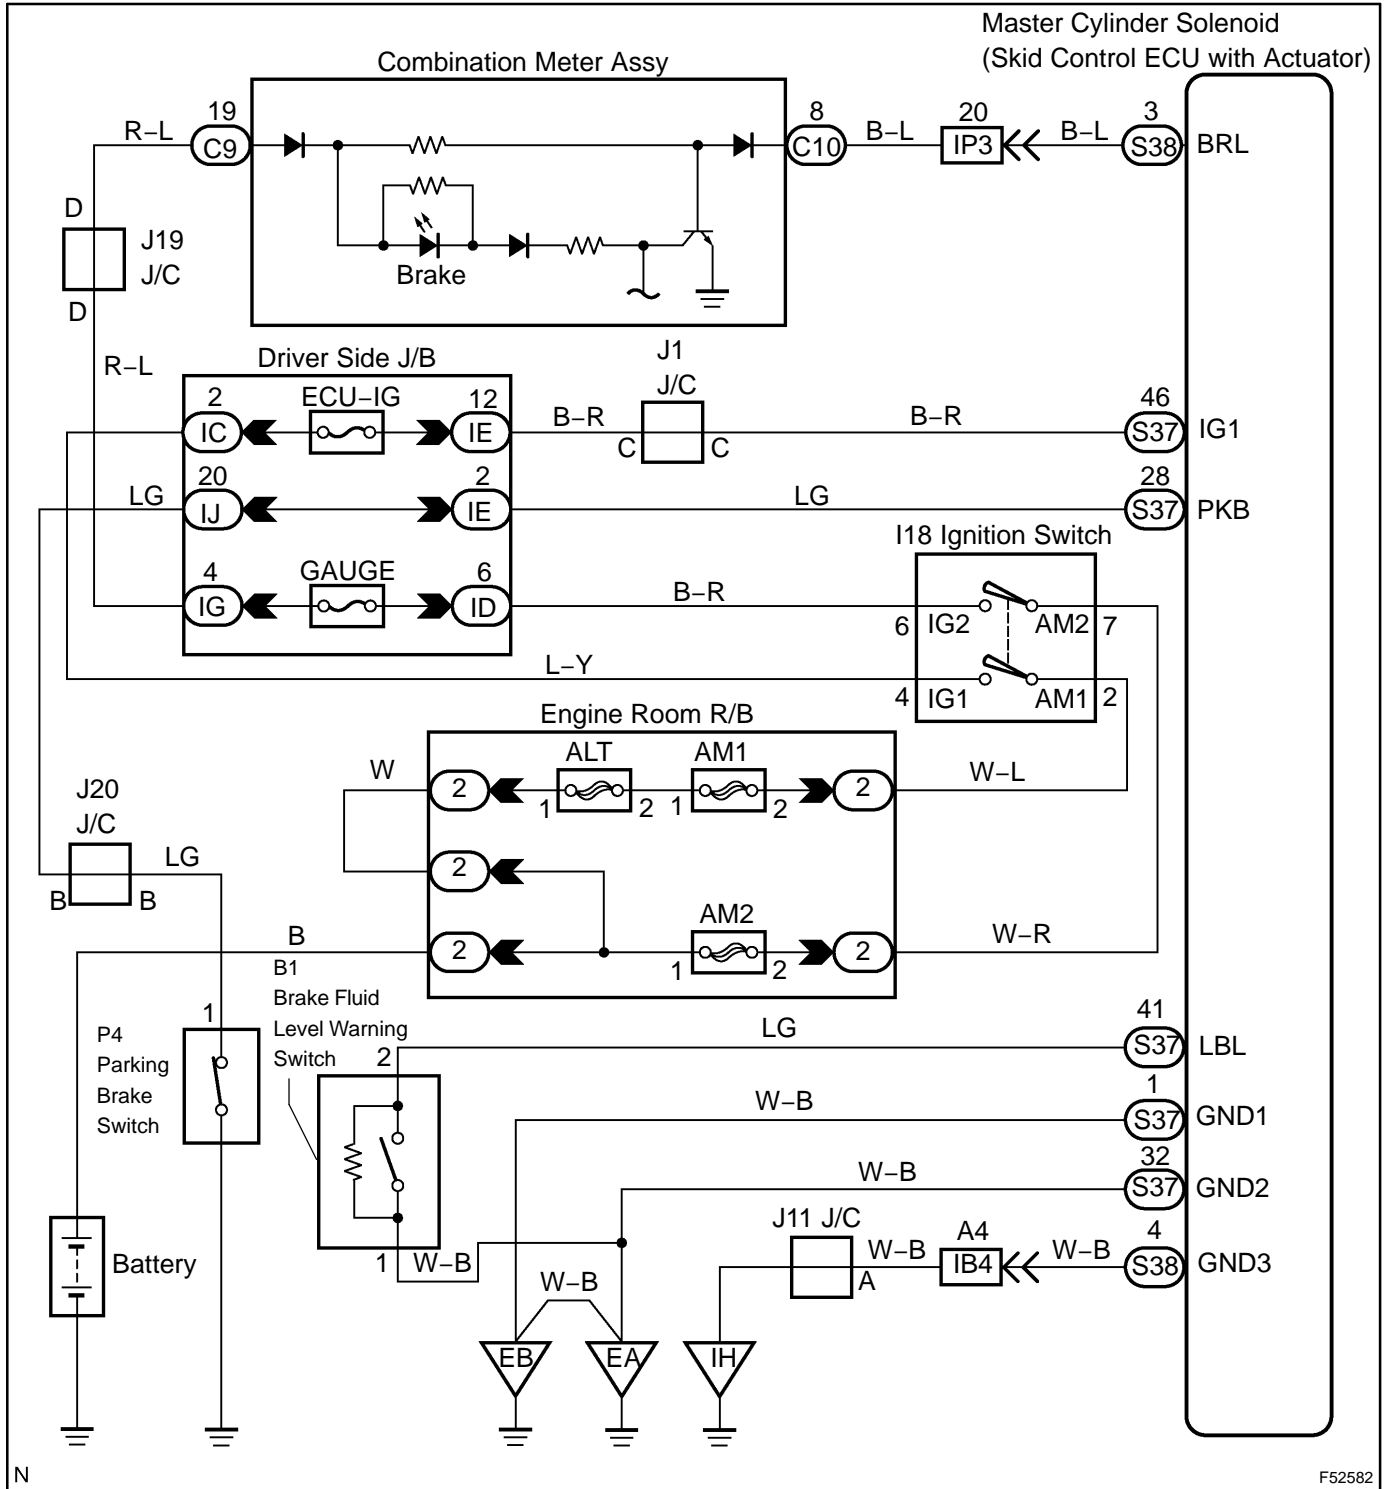 Master Cylinder Solenoid
(Skid Control ECU with Actuator)
Combination Meter Assy
R–L
19
C9
8
C10
B–L
20
IP3
B–L
3
S38
BRL
Brake
D
J19
J/C
D
R–L
Driver Side J/B
J1
J/C
2
IC
ECU–IG
12
IE
B–R
C
C
B–R
46
S37
IG1
LG
20
IJ
2
IE
LG
28
S37
PKB
I18 Ignition Switch
4
IG
GAUGE
6
ID
B–R
6
IG2
AM2
7
L–Y
4
IG1
AM1
2
Engine Room R/B
W
2
ALT
1
2
AM1
1
2
2
W–L
J20
J/C
LG
B
B
2
B
2
AM2
1
2
2
W–R
B1
Brake Fluid
Level Warning
Switch
2
1
P4
Parking
Brake
Switch
LG
41
S37
LBL
W–B
1
S37
GND1
W–B
32
S37
GND2
Battery
1
W–B
W–B
J11 J/C
A
W–B
A4
IB4
W–B
4
S38
GND3
EB
EA
IH
N
F52582